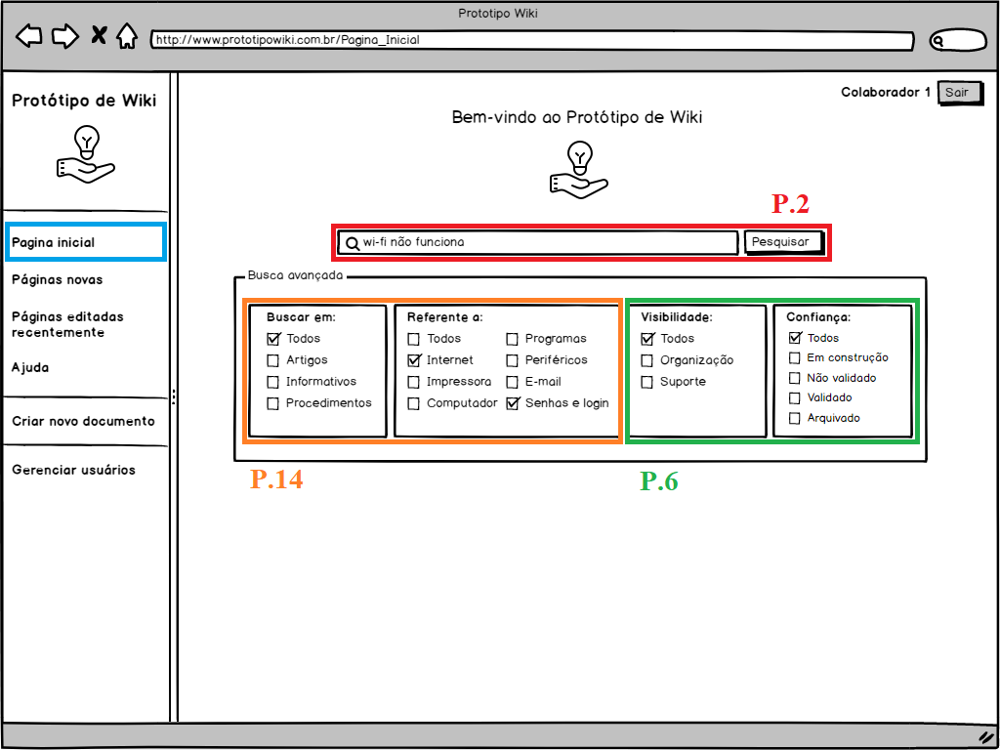 Prototipo Wiki
http://www.prototipowiki.com.br/Pagina_Inicial
Protótipo de Wiki
Pagina inicial
Páginas novas
Páginas editadas
recentemente
Ajuda
Criar novo documento
Gerenciar usuários
Colaborador 1
Sair
Bem-vindo ao Protótipo de Wiki
P.2
wi-fi não funciona
Pesquisar
Busca avançada
Buscar em:
Todos
Artigos
Informativos
Procedimentos
Referente a:
Todos
Internet
Impressora
Computador
Programas
Periféricos
E-mail
Senhas e login
Visibilidade:
Todos
Organização
Suporte
Confiança:
Todos
Em construção
Não validado
Validado
Arquivado
P.14
P.6